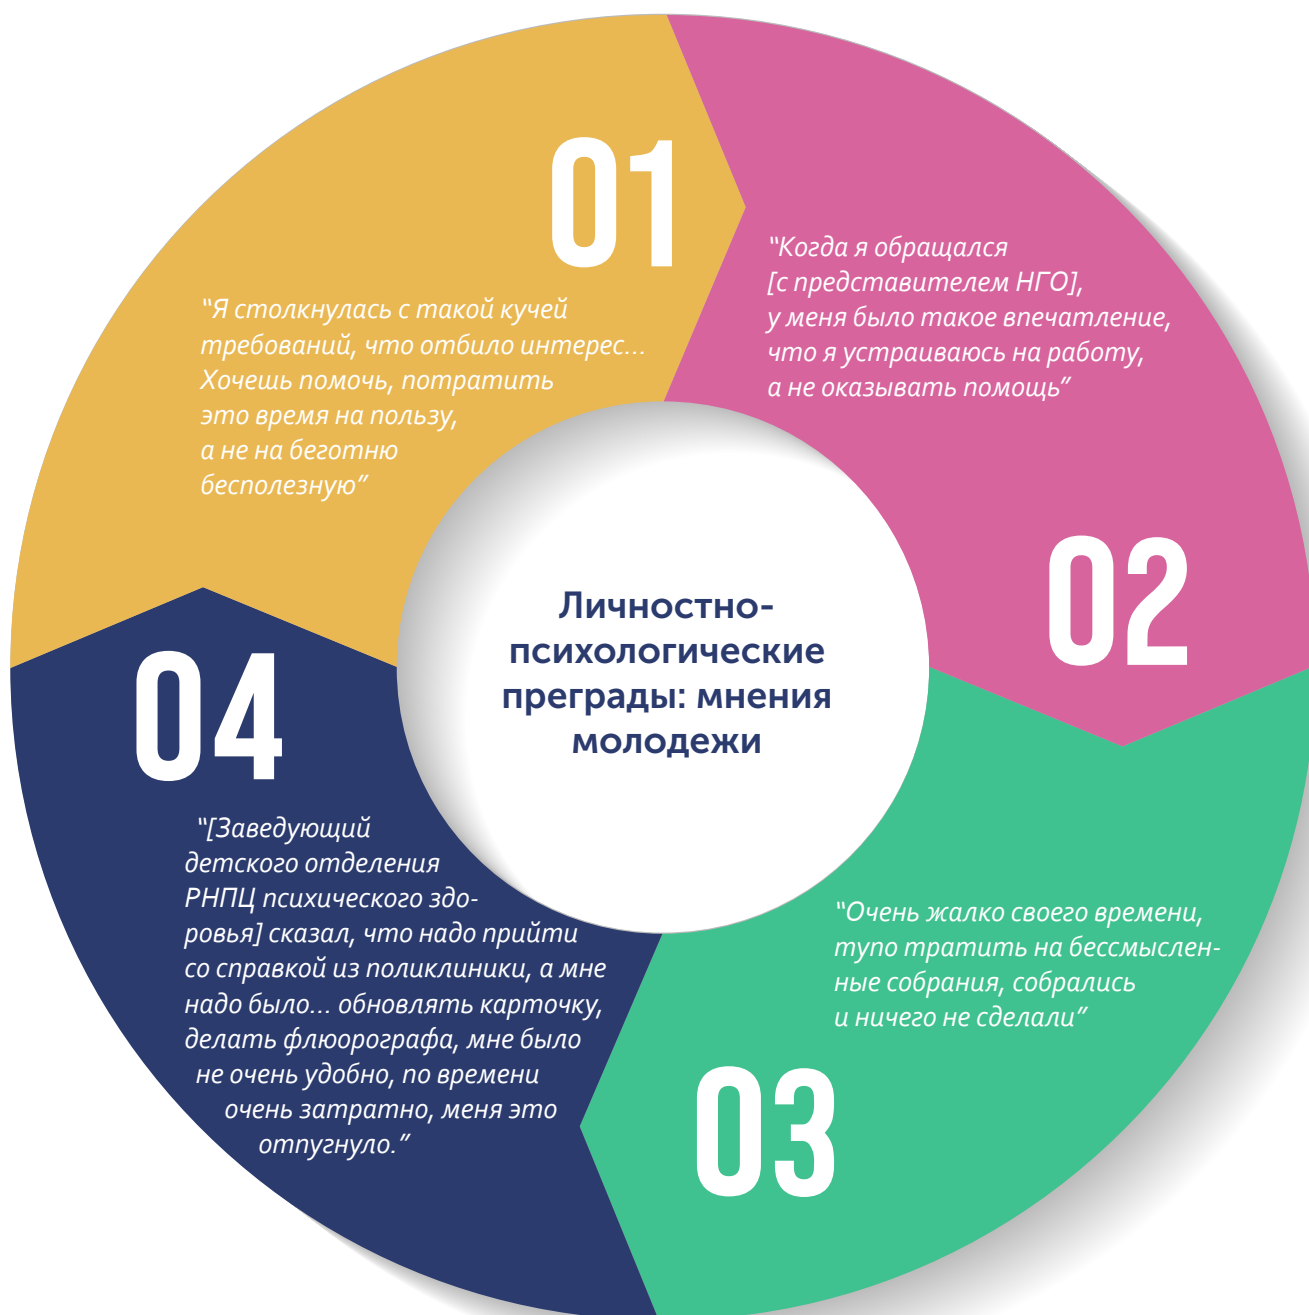 01
“Я столкнулась с такой кучей
требований, что отбило интерес...
Хочешь помочь, потратить
это время на пользу,
а не на беготню
бесполезную”
“Когда я обращался
[с представителем НГО],
у меня было такое впечатление,
что я устраиваюсь на работу,
а не оказывать помощь”
02
Личностно-
психологические
преграды: мнения
молодежи
“Очень жалко своего времени,
тупо тратить на бессмыслен-
ные собрания, собрались
и ничего не сделали”
03
04
“[Заведующий
детского отделения
РНПЦ психического здо-
ровья] сказал, что надо прийти
со справкой из поликлиники, а мне
надо было... обновлять карточку,
делать флюорографа, мне было
не очень удобно, по времени
очень затратно, меня это
отпугнуло.”